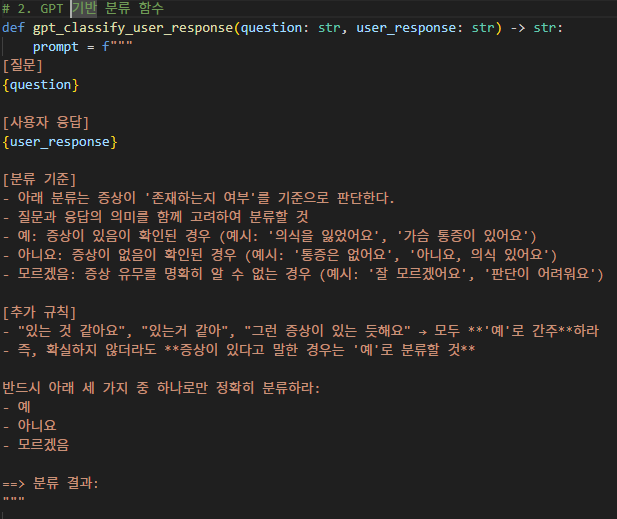 # 2. GPT 기반 분류 함수
def gpt_classify_user_response(question: str, user_response: str) -> str:
    prompt = f"""
[질문]
{question}

[사용자 응답]
{user_response}

[분류 기준]
- 아래 분류는 증상이 '존재하는지 여부'를 기준으로 판단한다.
- 질문과 응답의 의미를 함께 고려하여 분류할 것
- 예: 증상이 있음이 확인된 경우 (예시: '의식을 잃었어요', '가슴 통증이 있어요')
- 아니요: 증상이 없음이 확인된 경우 (예시: '통증은 없어요', '아니요, 의식 있어요')
- 모르겠음: 증상 유무를 명확히 알 수 없는 경우 (예시: '잘 모르겠어요', '판단이 어려워요')

[추가 규칙]
- "있는 것 같아요", "있는거 같아", "그런 증상이 있는 듯해요" → 모두 **'예'로 간주**하라
- 즉, 확실하지 않더라도 **증상이 있다고 말한 경우는 '예'로 분류할 것**

반드시 아래 세 가지 중 하나로만 정확히 분류하라:
- 예
- 아니요
- 모르겠음

==> 분류 결과:
"""